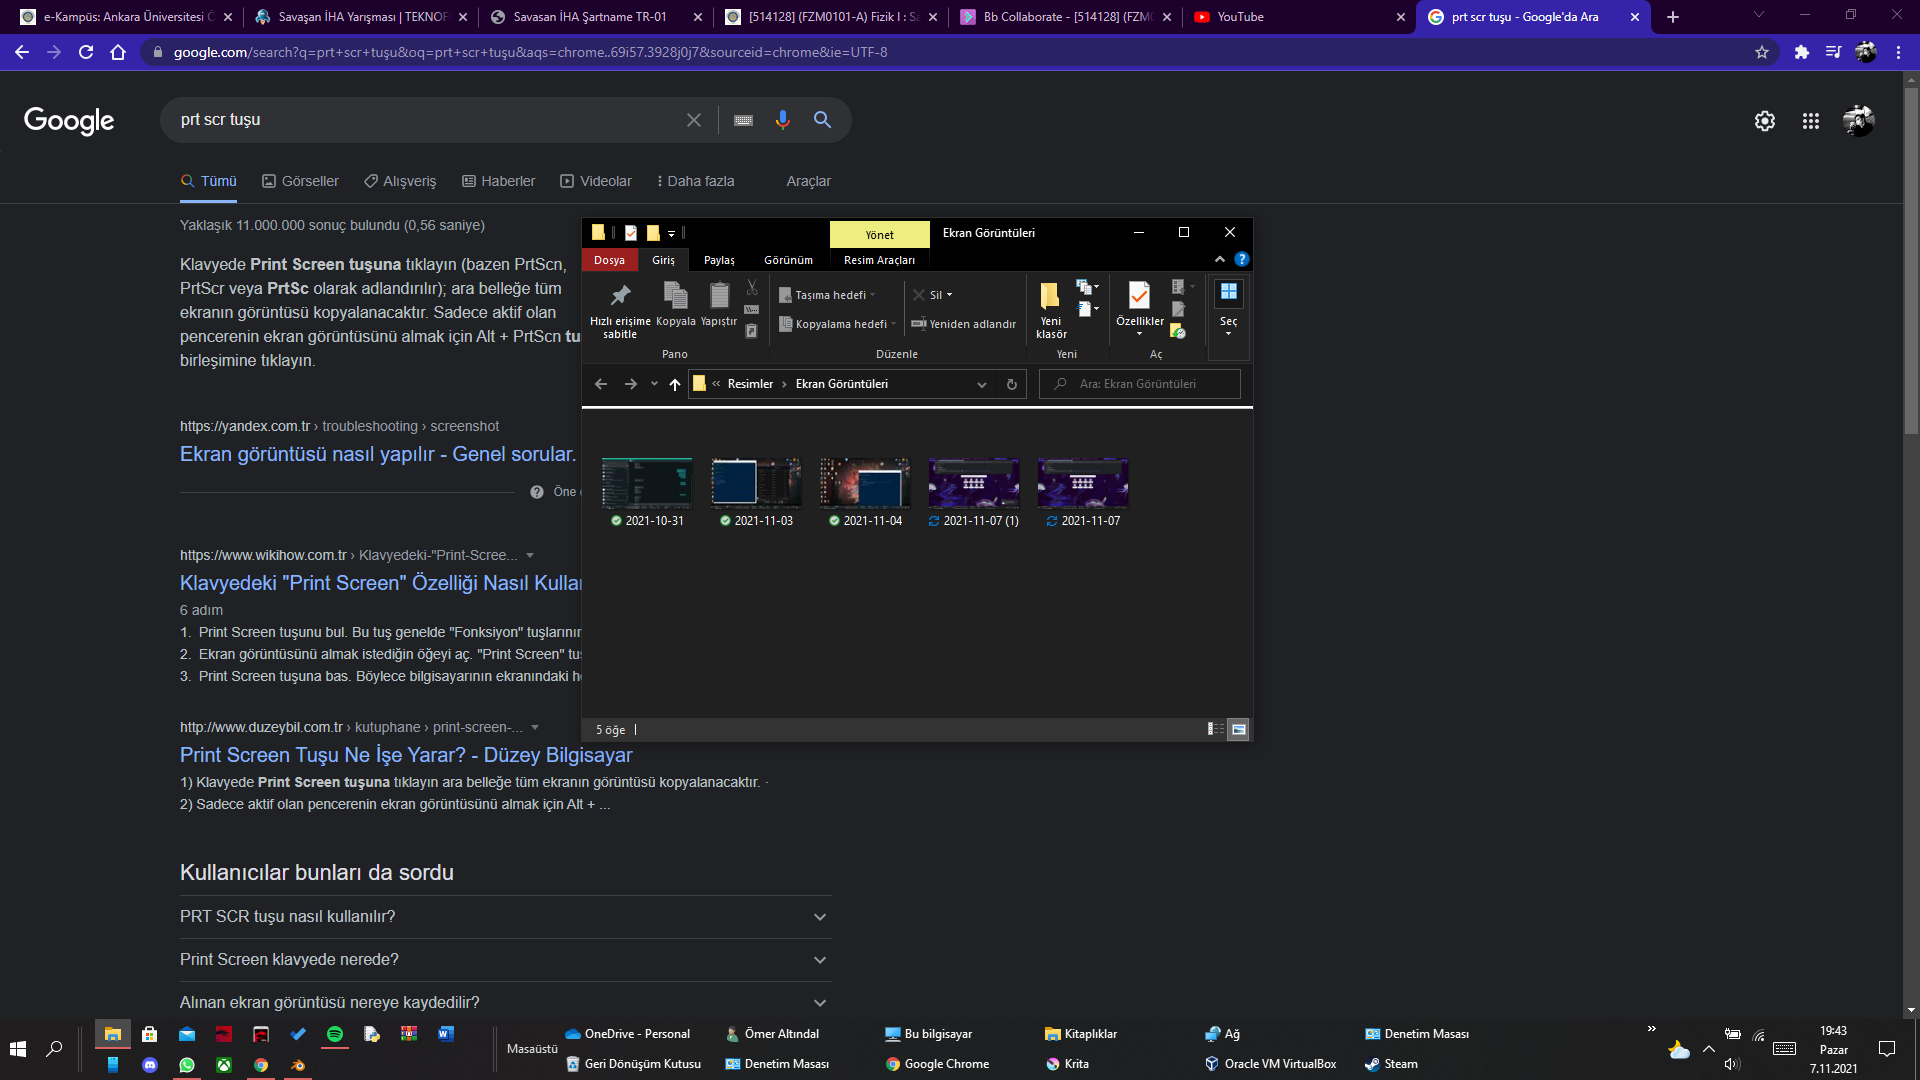 e-Kampüs: Ankara Üniversitesi
Savaşan İHA Yarışması | TEKNOF
Savasan İHA Şartname TR-01
[514128] (FZM0101-A) Fizik I : Sa
Bb Collaborate - [514128] (FZM0
YouTube
prt scr tuşu - Google'da Ara
google.com/search?q=prt+scr+tuşu&oq=prt+scr+tuşu&aqs=chrome..69i57.3928j0j7&sourceid=chrome&ie=UTF-8
Google
prt scr tuşu
Tümü
Görseller
Alışveriş
Haberler
Videolar
Daha fazla
Araçlar
Yaklaşık 11.000.000 sonuç bulundu (0,56 saniye)
Klavyede Print Screen tuşuna tıklayın (bazen PrtScn,
PrtScr veya PrtSc olarak adlandırılır); ara belleğe tüm
ekranın görüntüsü kopyalanacaktır. Sadece aktif olan
pencerenin ekran görüntüsünü almak için Alt + PrtScn tu
birleşimine tıklayın.
https://yandex.com.tr › troubleshooting › screenshot
Ekran görüntüsü nasıl yapılır - Genel sorular.
Öne
https://www.wikihow.com.tr › Klavyedeki-"Print-Scree...
Klavyedeki "Print Screen" Özelliği Nasıl Kullan
6 adım
1. Print Screen tuşunu bul. Bu tuş genelde "Fonksiyon" tuşlarının
2. Ekran görüntüsünü almak istediğin öğeyi aç. "Print Screen" tuş
3. Print Screen tuşuna bas. Böylece bilgisayarının ekranındaki he
http://www.duzeybil.com.tr › kutuphane › print-screen-...
Print Screen Tuşu Ne İşe Yarar? - Düzey Bilgisayar
1) Klavyede Print Screen tuşuna tıklayın ara belleğe tüm ekranın görüntüsü kopyalanacaktır. ·
2) Sadece aktif olan pencerenin ekran görüntüsünü almak için Alt + ...
Kullanıcılar bunları da sordu
PRT SCR tuşu nasıl kullanılır?
Print Screen klavyede nerede?
Alınan ekran görüntüsü nereye kaydedilir?
Yönet
Ekran Görüntüleri
Dosya
Giriş
Paylaş
Görünüm
Resim Araçları
Hızlı erişime
sabitle
Kopyala
Yapıştır
Pano
Taşıma hedefi
Kopyalama hedefi
Sil
Yeniden adlandır
Düzenle
Yeni
klasör
Yeni
Özellikler
Aç
Seç
« Resimler › Ekran Görüntüleri
Ara: Ekran Görüntüleri
2021-10-31
2021-11-03
2021-11-04
2021-11-07 (1)
2021-11-07
5 öğe
Masaüstü
OneDrive - Personal
Ömer Altındal
Bu bilgisayar
Kitaplıklar
Ağ
Denetim Masası
Geri Dönüşüm Kutusu
Denetim Masası
Google Chrome
Krita
Oracle VM VirtualBox
Steam
19:43
Pazar
7.11.2021